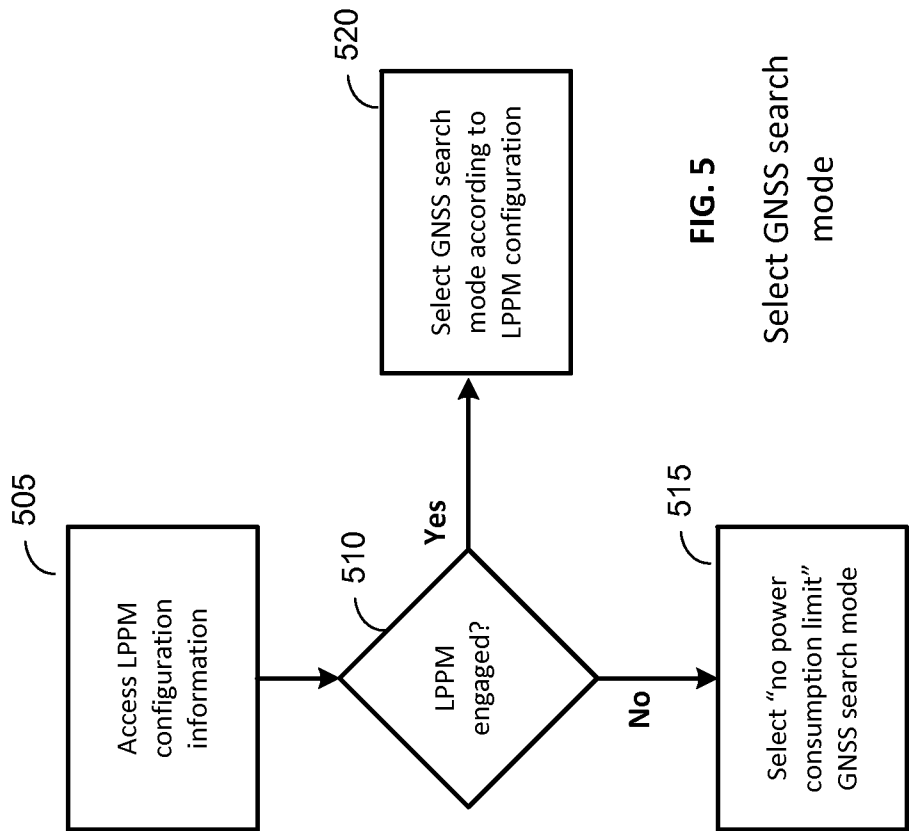 505
Access LPPM
configuration
information
510
LPPM
engaged?
Yes
520
Select GNSS search
mode according to
LPPM configuration
No
515
Select “no power
consumption limit”
GNSS search mode
FIG. 5
Select GNSS search
mode